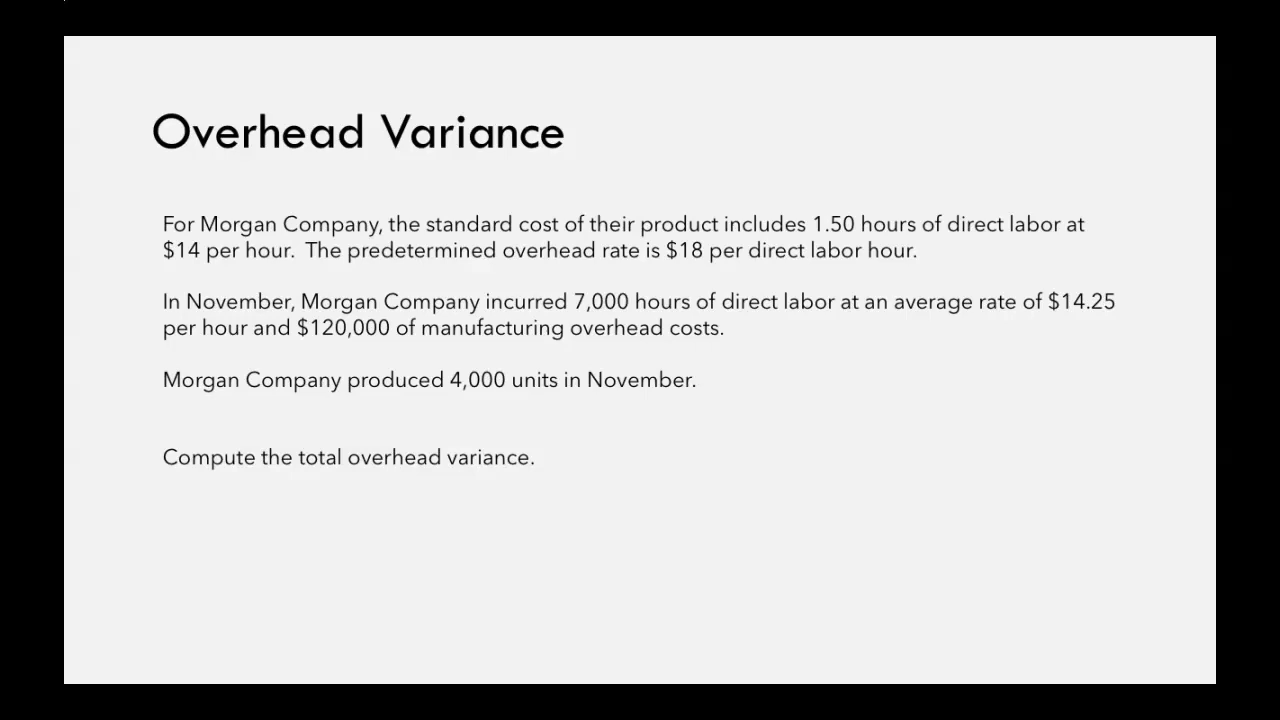 Overhead Variance
For Morgan Company, the standard cost of their product includes 1.50 hours of direct labor at
$14 per hour.  The predetermined overhead rate is $18 per direct labor hour.
In November, Morgan Company incurred 7,000 hours of direct labor at an average rate of $14.25
per hour and $120,000 of manufacturing overhead costs.
Morgan Company produced 4,000 units in November.
Compute the total overhead variance.